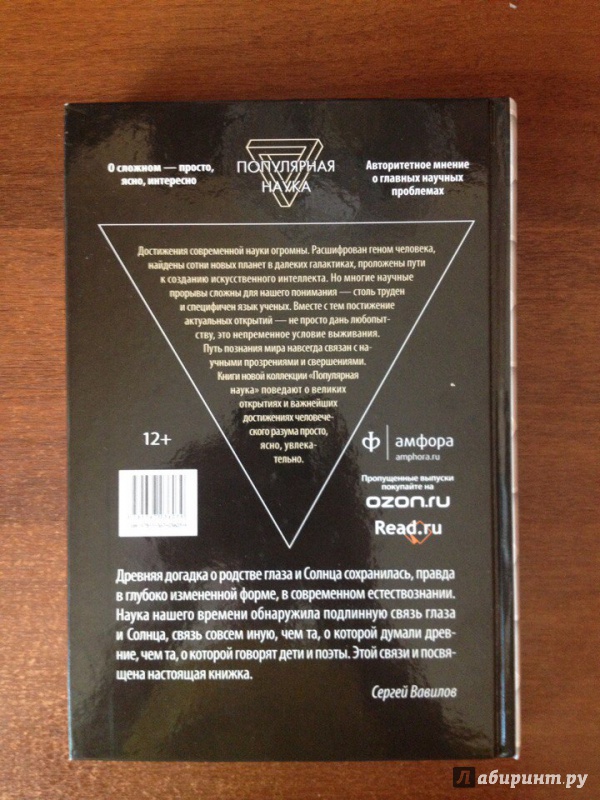 О сложном — просто,
ясно, интересно
ПОПУЛЯРНАЯ
НАУКА
Авторитетное мнение
о главных научных
проблемах
Достижения современной науки огромны. Расшифрован геном человека,
найдены сотни новых планет в далеких галактиках, проложены пути
к созданию искусственного интеллекта. Но многие научные
прорывы сложны для нашего понимания — столь труден
и специфичен язык ученых. Вместе с тем постижение
актуальных открытий — не просто дань любопыт-
ству, это непременное условие выживания.
Путь познания мира навсегда связан с на-
учными прозрениями и свершениями.
Книги новой коллекции «Популярная
наука» поведают о великих
открытиях и важнейших
достижениях человече-
ского разума просто,
ясно, увлека-
тельно.
12+
амфора
amphora.ru
Пропущенные выпуски
покупайте на
OZON.ru
Read.ru
Древняя догадка о родстве глаза и Солнца сохранилась, правда
в глубоко измененной форме, в современном естествознании.
Наука нашего времени обнаружила подлинную связь глаза
и Солнца, связь совсем иную, чем та, о которой думали древ-
ние, чем та, о которой говорят дети и поэты. Этой связи и посвя-
щена настоящая книжка.
Сергей Вавилов
Лабиринт.ру